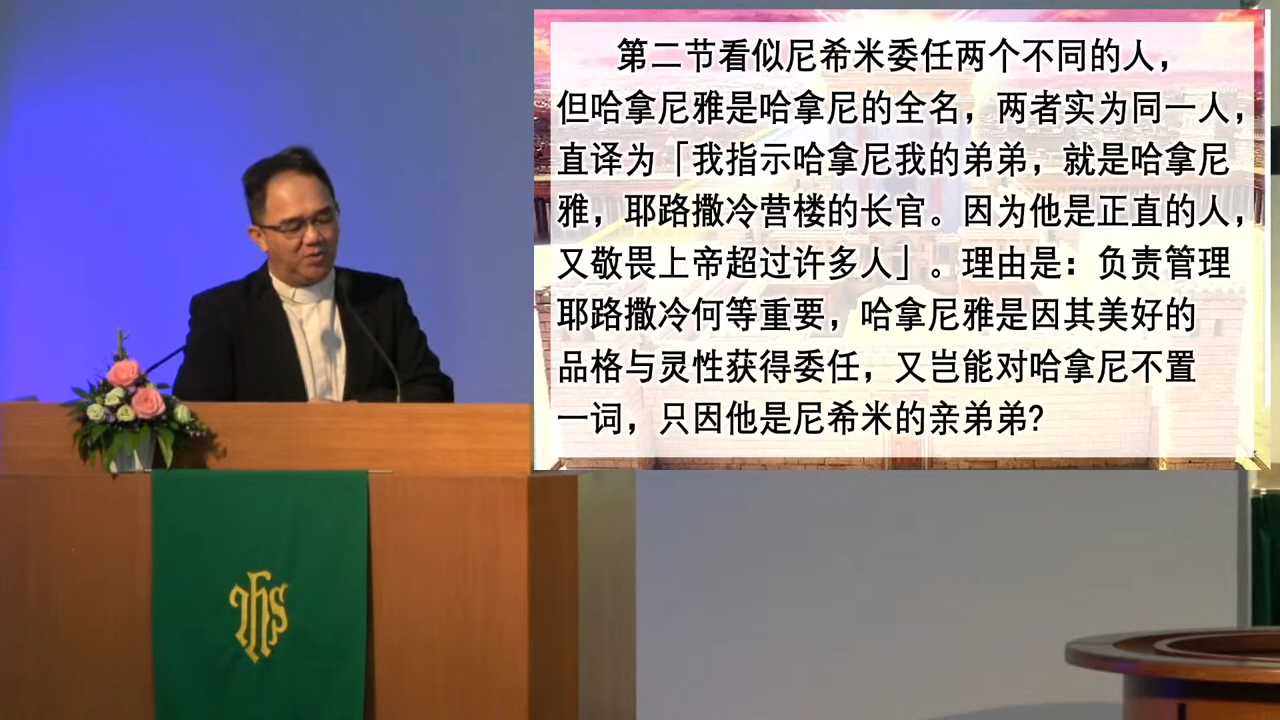 第二节看似尼希米委任两个不同的人，
但哈拿尼雅是哈拿尼的全名，两者实为同一人，
直译为「我指示哈拿尼我的弟弟，就是哈拿尼
雅，耶路撒冷营楼的长官。因为他是正直的人，
又敬畏上帝超过许多人」。理由是：负责管理
耶路撒冷何等重要，哈拿尼雅是因其美好的
品格与灵性获得委任，又岂能对哈拿尼不置
一词，只因他是尼希米的亲弟弟?
IHS